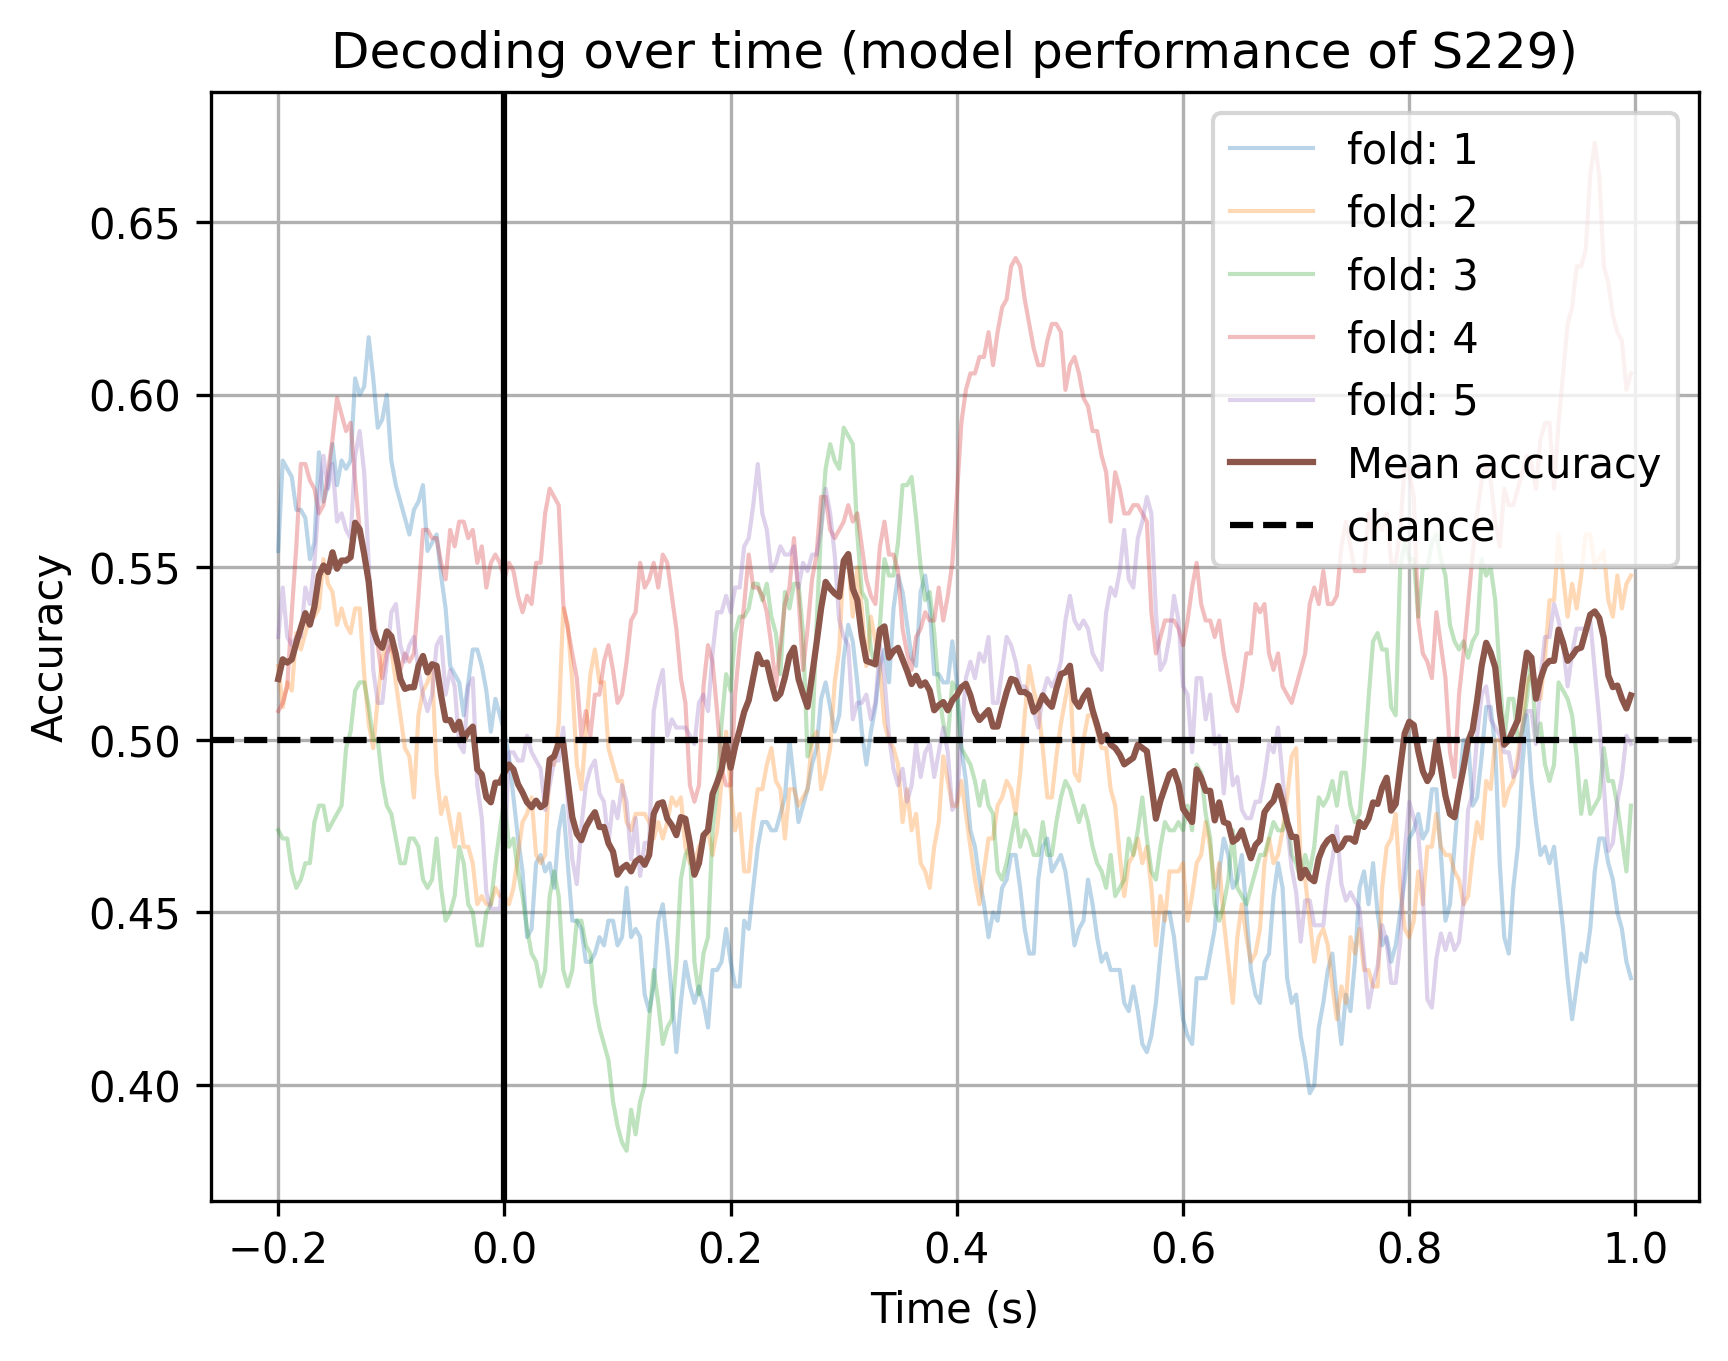 Decoding over time (model performance of S229)
Accuracy
0.65
0.60
0.55
0.50
0.45
0.40
fold: 1
fold: 2
fold: 3
fold: 4
fold: 5
Mean accuracy
chance
−0.2 0.0 0.2 0.4 0.6 0.8 1.0
Time (s)